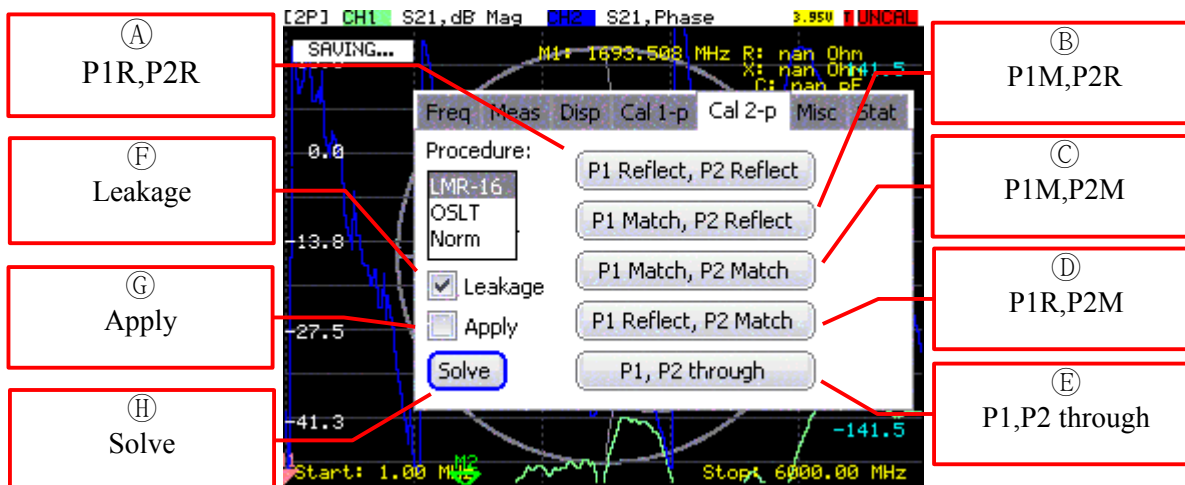 [2P] CH1 S21,dB Mag CH2 S21,Phase 3.95V T UNCAL
Ⓐ
P1R,P2R
Ⓑ
P1M,P2R
SAVING...
M1: 1693.508 MHz R: nan Ohm
X: nan Ohm
141.5
C: nan pF
Freq Meas Disp Cal 1-p Cal 2-p Misc Stat
Ⓕ
Leakage
Ⓒ
P1M,P2M
0.0
Procedure:
LMR-16
OSLT
Norm
P1 Reflect, P2 Reflect
P1 Match, P2 Reflect
P1 Match, P2 Match
P1 Reflect, P2 Match
P1, P2 through
-13.8
Leakage
Apply
Solve
Ⓖ
Apply
Ⓓ
P1R,P2M
-27.5
Ⓗ
Solve
Ⓔ
P1,P2 through
-41.3
-141.5
M2
Start: 1.00 MHz Stop: 6000.00 MHz